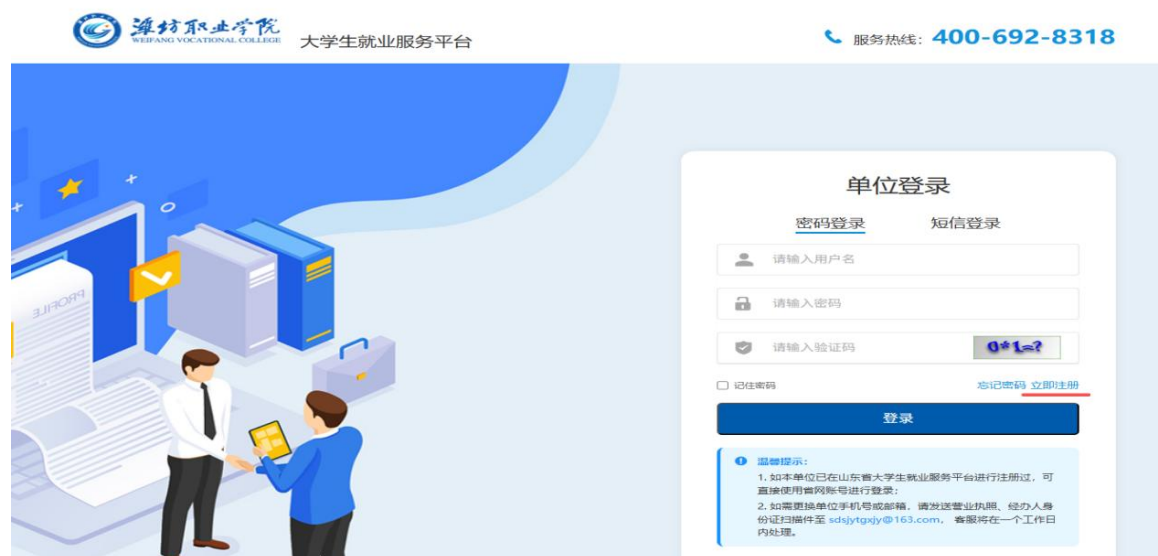 潍坊职业学院
WEIFANG VOCATIONAL COLLEGE
大学生就业服务平台
服务热线：400-692-8318
PROFILE
单位登录
密码登录 短信登录
请输入用户名
请输入密码
请输入验证码 0*1=?
记住密码 忘记密码 立即注册
登录
温馨提示：
1. 如本单位已在山东省大学生就业服务平台进行注册过，可
直接使用省网账号进行登录；
2. 如需更换单位手机号或邮箱，请发送营业执照、经办人身
份证扫描件至 sdsjytgxjy@163.com， 客服将在一个工作日
内处理。